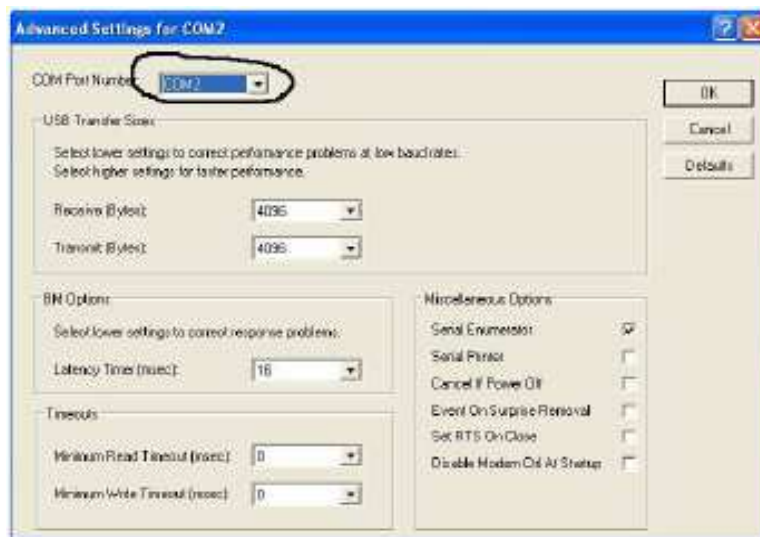 Advanced Settings for COM2
COM Port Number:
COM2
OK
Cancel
Defaults
USB Transfer Sizes
Select lower settings to correct performance problems at low baud rates.
Select higher settings for faster performance.
Receive (Bytes):
4096
Transmit (Bytes):
4096
BM Options
Select lower settings to correct response problems.
Latency Timer (msec):
16
Timeouts
Minimum Read Timeout (msec):
0
Minimum Write Timeout (msec):
0
Miscellaneous Options
Serial Enumerator
Serial Printer
Cancel If Power Off
Event On Surprise Removal
Set RTS On Close
Disable Modem Ctrl At Startup